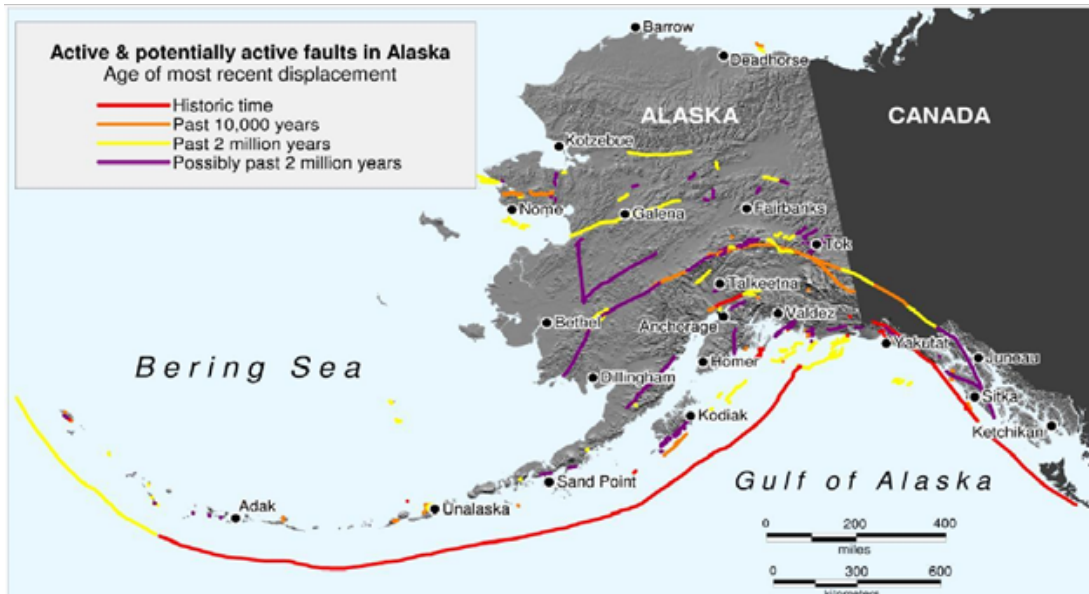 Active & potentially active faults in Alaska
Age of most recent displacement
Historic time
Past 10,000 years
Past 2 million years
Possibly past 2 million years
Barrow
Deadhorse
ALASKA
CANADA
Kotzebue
Nome
Galena
Fairbanks
Tok
Talkeetna
Bethel
Anchorage
Valdez
Yakutat
Juneau
Homer
Bering Sea
Dillingham
Sitka
Kodiak
Ketchikan
Sand Point
Gulf of Alaska
Adak
Unalaska
0 200 400
miles
0 300 600
kilometers